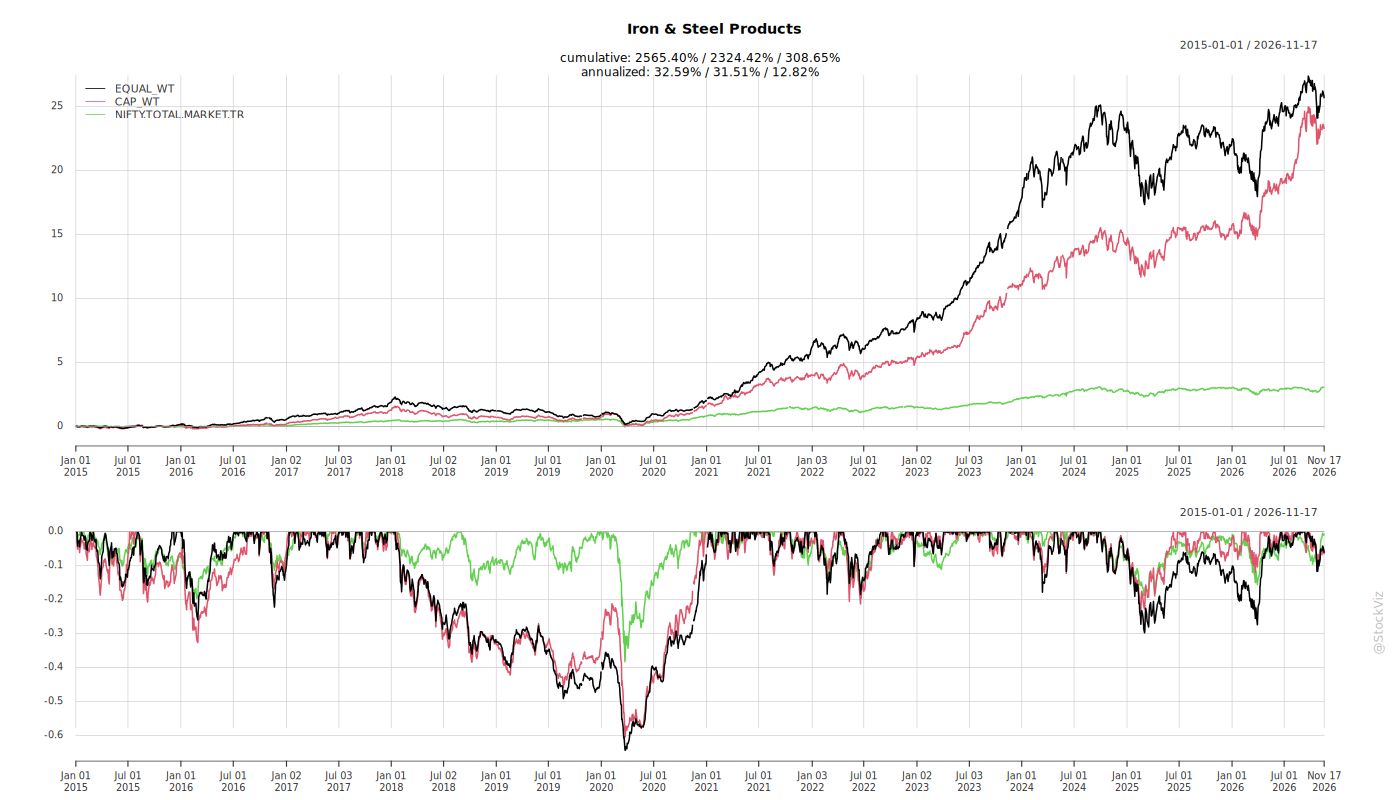 Iron & Steel Products
2015-01-01 / 2026-11-17
cumulative: 2565.40% / 2324.42% / 308.65%
annualized: 32.59% / 31.51% / 12.82%
EQUAL_WT
CAP_WT
NIFTY.TOTAL.MARKET.TR
25
20
15
10
5
0
Jan 01 Jul 01 Jan 01 Jul 01 Jan 02 Jul 03 Jan 01 Jul 02 Jan 01 Jul 01 Jan 01 Jul 01 Jan 01 Jul 01 Jan 03 Jul 01 Jan 02 Jul 03 Jan 01 Jul 01 Jan 01 Jul 01 Jan 01 Jul 01 Nov 17
2015 2015 2016 2016 2017 2017 2018 2018 2019 2019 2020 2020 2021 2021 2022 2022 2023 2023 2024 2024 2025 2025 2026 2026 2026
2015-01-01 / 2026-11-17
0.0
-0.1
-0.2
-0.3
-0.4
-0.5
-0.6
Jan 01 Jul 01 Jan 01 Jul 01 Jan 02 Jul 03 Jan 01 Jul 02 Jan 01 Jul 01 Jan 01 Jul 01 Jan 01 Jul 01 Jan 03 Jul 01 Jan 02 Jul 03 Jan 01 Jul 01 Jan 01 Jul 01 Jan 01 Jul 01 Nov 17
2015 2015 2016 2016 2017 2017 2018 2018 2019 2019 2020 2020 2021 2021 2022 2022 2023 2023 2024 2024 2025 2025 2026 2026 2026
@StockViz